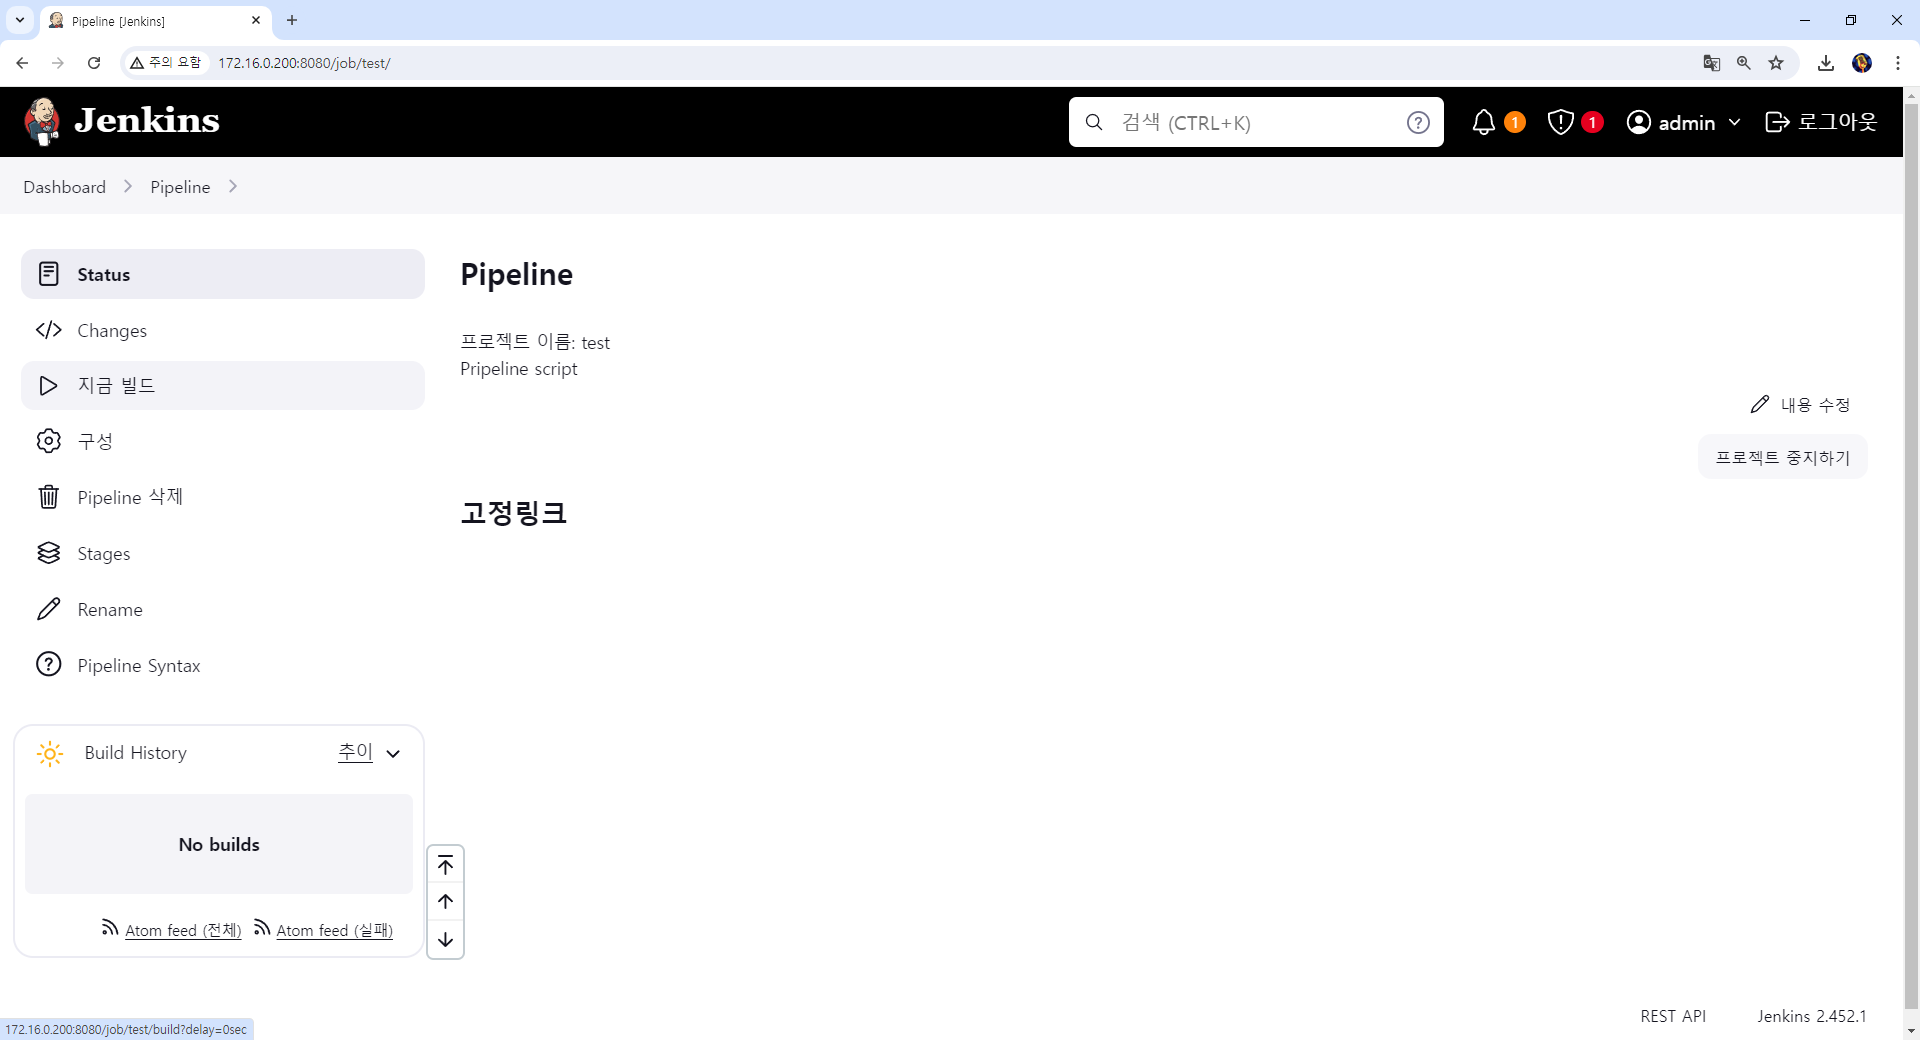 Pipeline [Jenkins]
주의 요함 172.16.0.200:8080/job/test/
Jenkins
검색 (CTRL+K)
1
1
admin
로그아웃
Dashboard
Pipeline
Status
Changes
지금 빌드
구성
Pipeline 삭제
Stages
Rename
Pipeline Syntax
Build History 추이
No builds
Atom feed (전체) Atom feed (실패)
Pipeline
프로젝트 이름: test
Pripeline script
내용 수정
프로젝트 중지하기
고정링크
REST API Jenkins 2.452.1
172.16.0.200:8080/job/test/build?delay=0sec